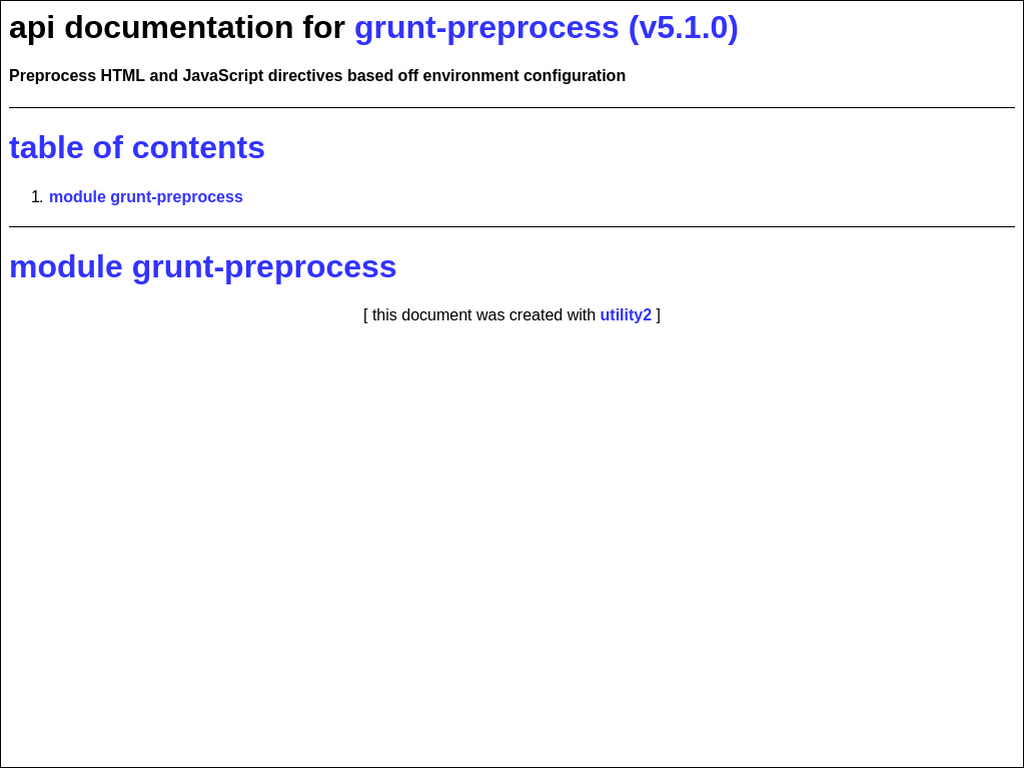 api documentation for grunt-preprocess (v5.1.0)
Preprocess HTML and JavaScript directives based off environment configuration
table of contents
1. module grunt-preprocess
module grunt-preprocess
[ this document was created with utility2 ]